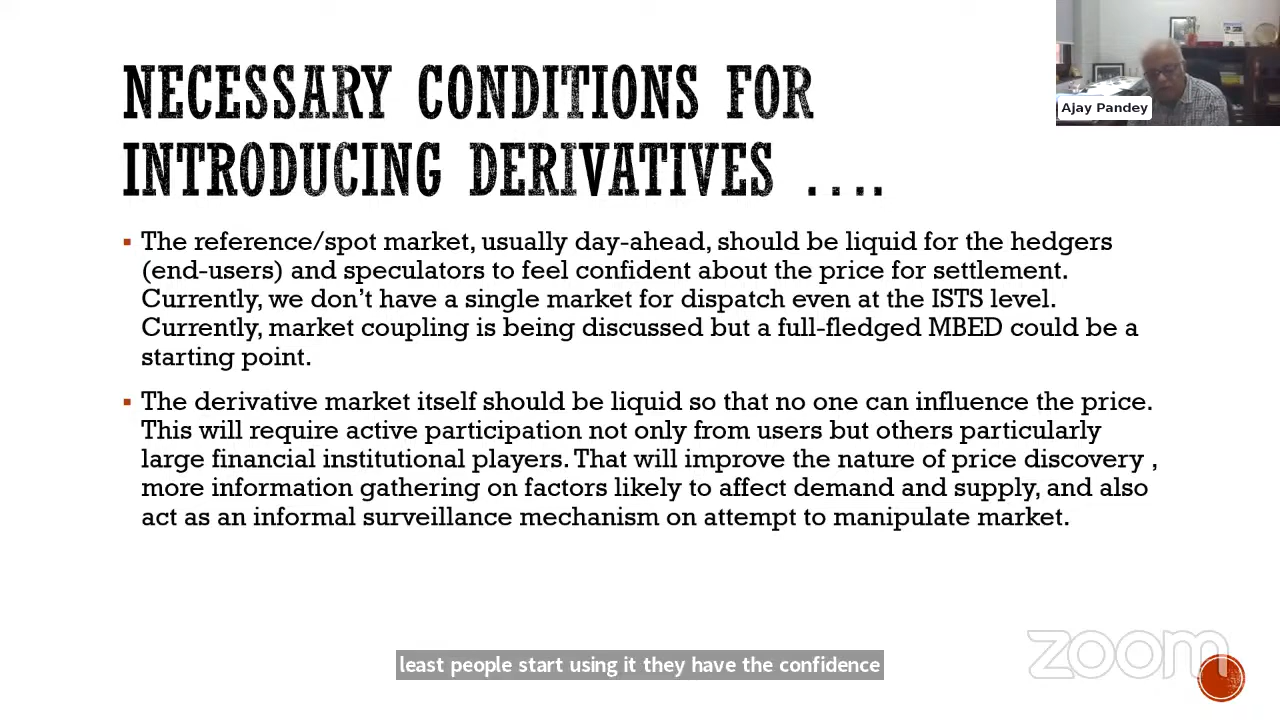 NECESSARY CONDITIONS FOR
INTRODUCING DERIVATIVES ....
Ajay Pandey
▪ The reference/spot market, usually day-ahead, should be liquid for the hedgers
(end-users) and speculators to feel confident about the price for settlement.
Currently, we don't have a single market for dispatch even at the ISTS level.
Currently, market coupling is being discussed but a full-fledged MBED could be a
starting point.
▪ The derivative market itself should be liquid so that no one can influence the price.
This will require active participation not only from users but others particularly
large financial institutional players. That will improve the nature of price discovery ,
more information gathering on factors likely to affect demand and supply, and also
act as an informal surveillance mechanism on attempt to manipulate market.
least people start using it they have the confidence
zoom